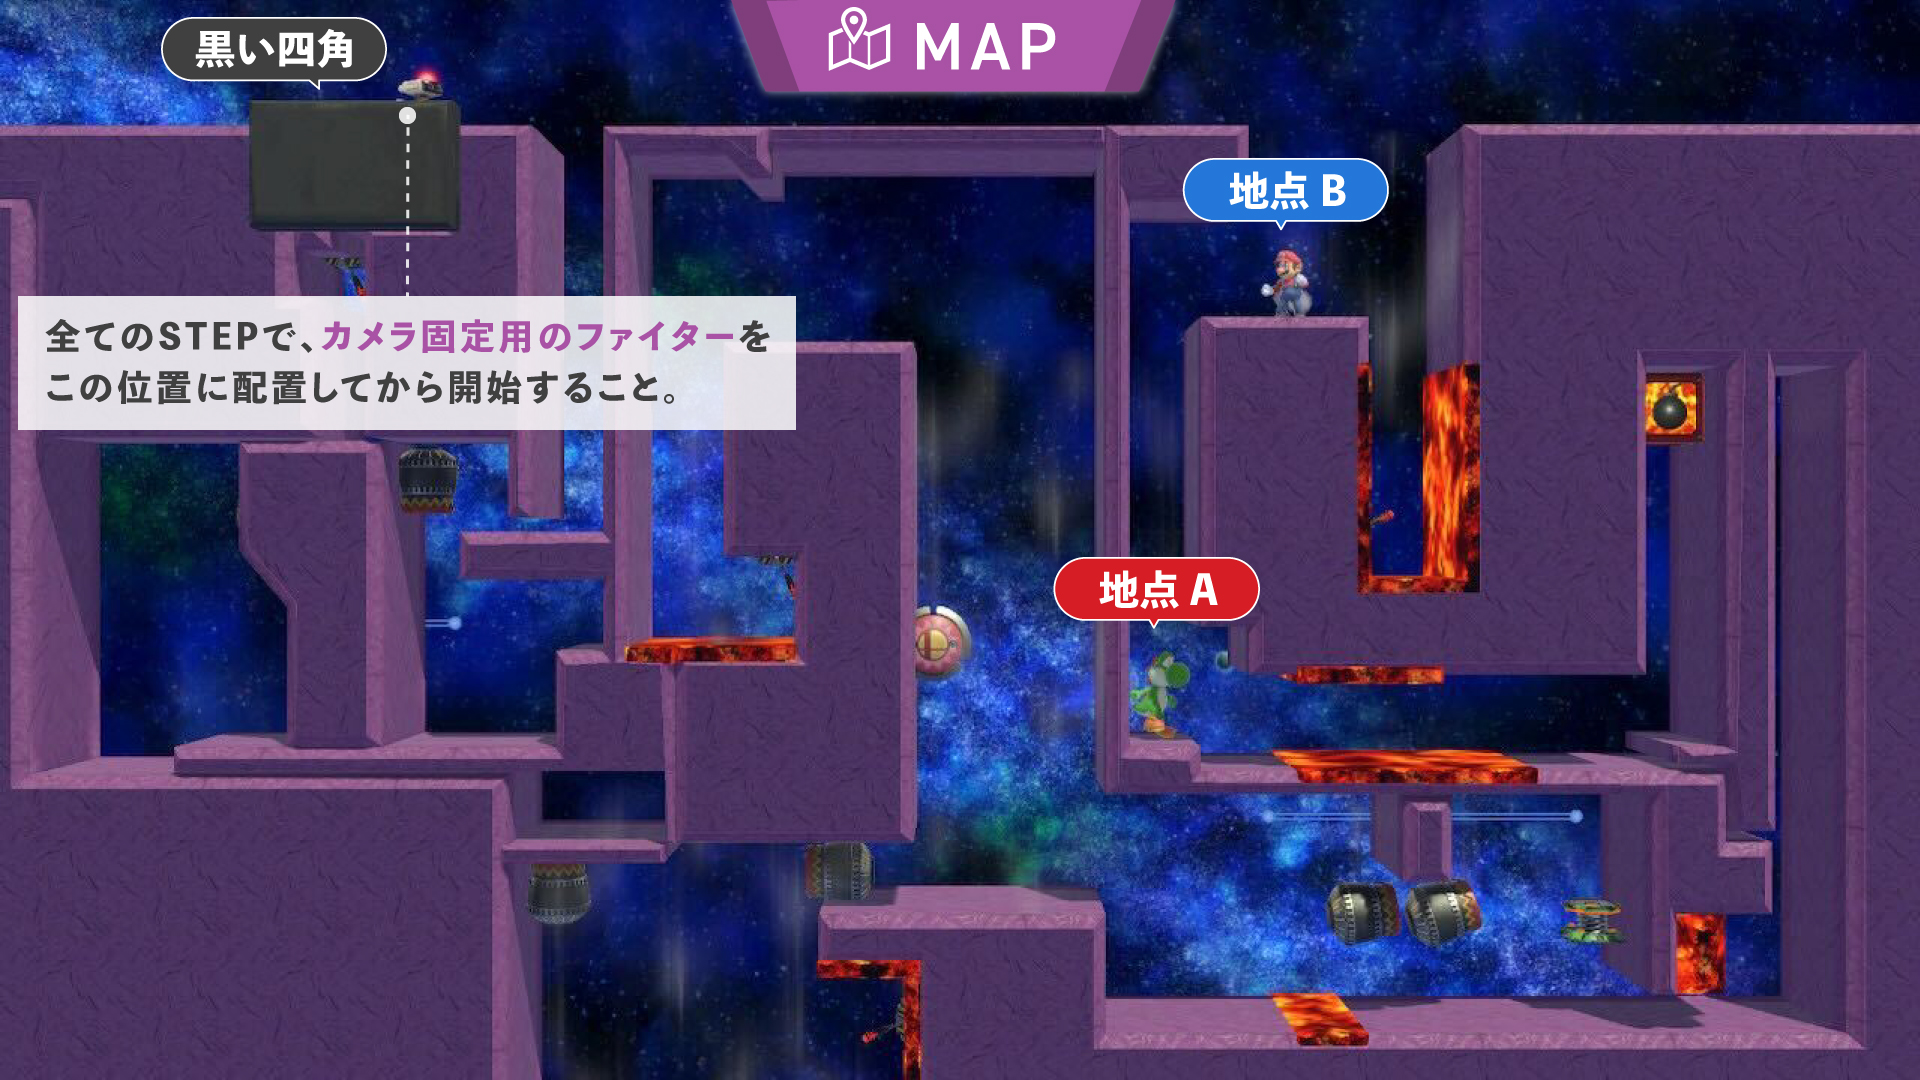 MAP
黒い四角
地点 B
全てのSTEPで、カメラ固定用のファイターを
この位置に配置してから開始すること。
地点 A